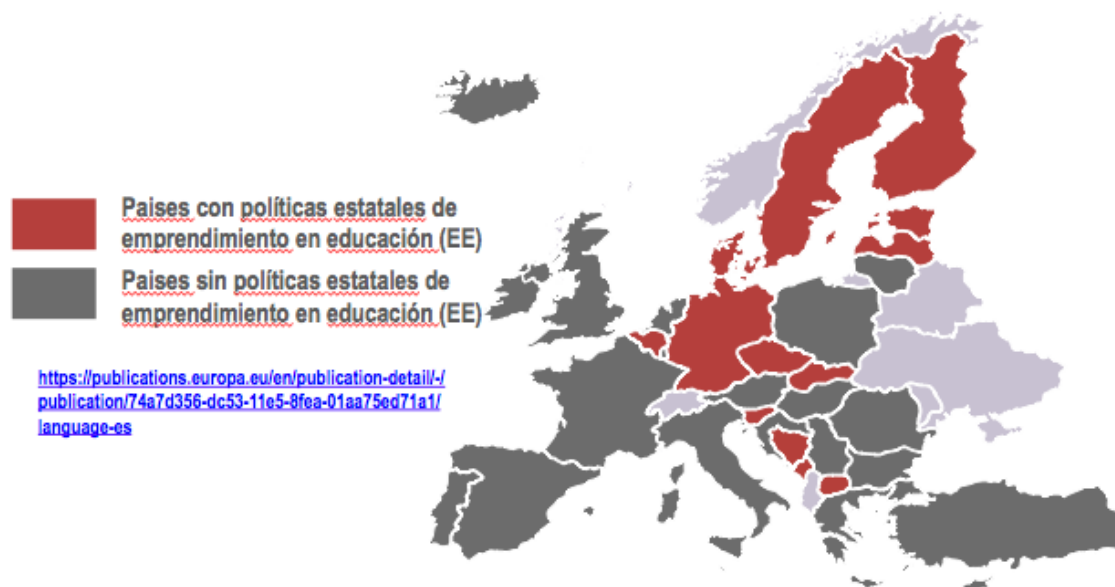 Paises con políticas estatales de
emprendimiento en educación (EE)
Paises sin políticas estatales de
emprendimiento en educación (EE)
https://publications.europa.eu/en/publication-detail/-/
publication/74a7d356-dc53-11e5-8fea-01aa75ed71a1/
language-es